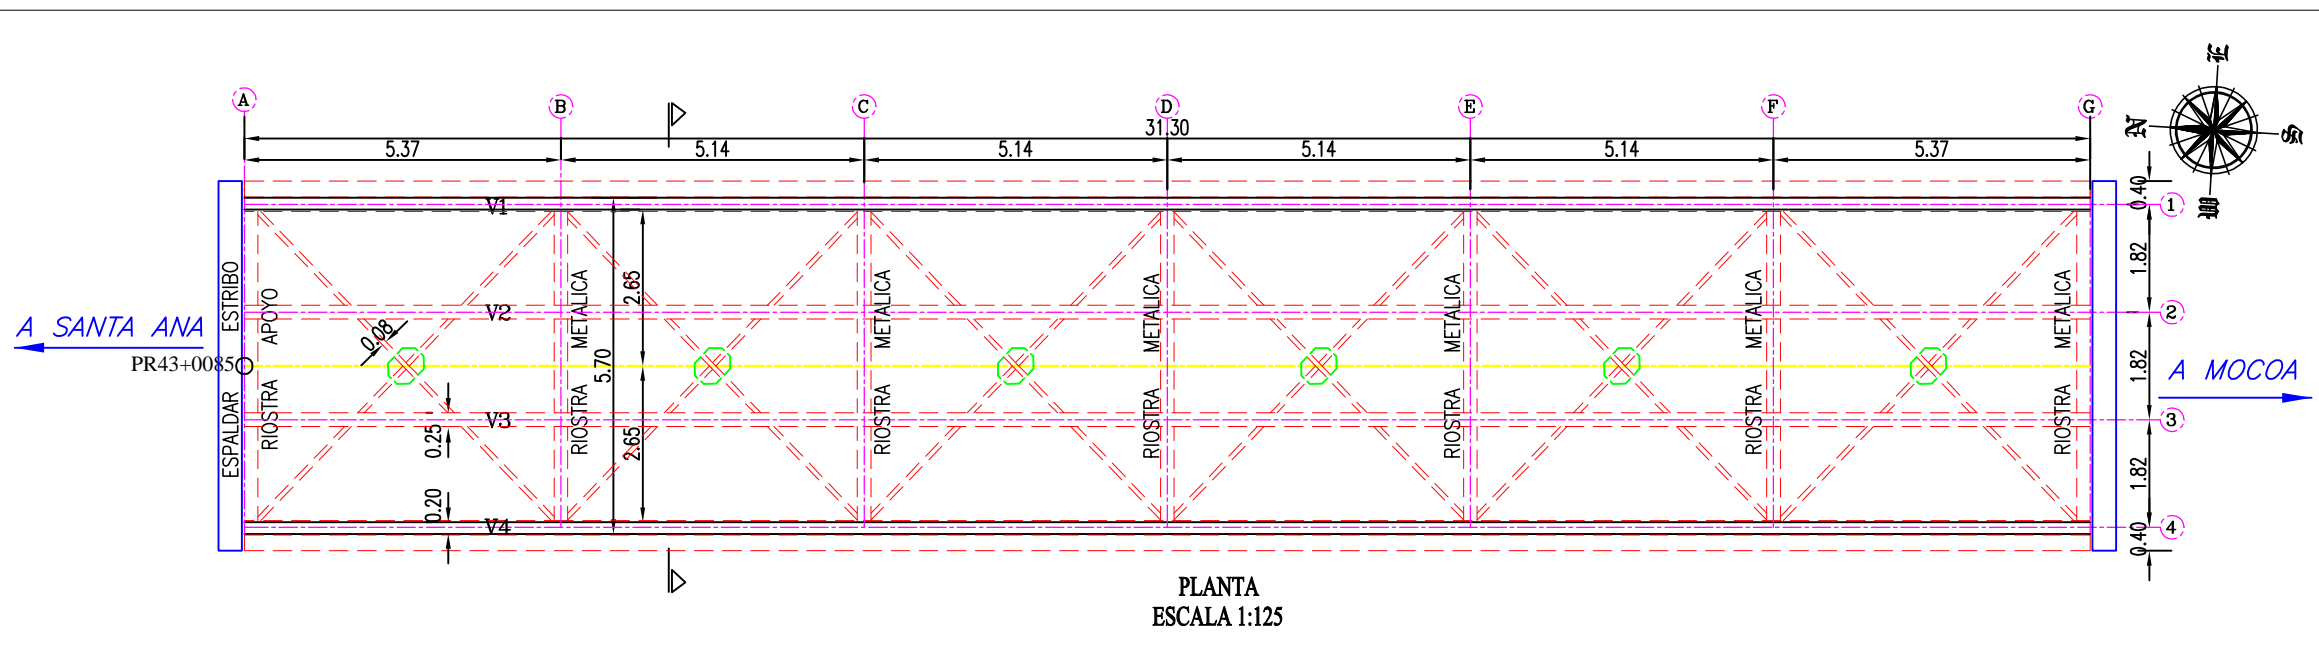 A B C D E F G
31.30
5.37 5.14 5.14 5.14 5.14 5.37
E
N
S
W
0.40
1
V1
1.82
2.65
2
V2
A SANTA ANA
PR43+0085
ESPALDAR ESTRIBO
RIOSTRA APOYO
0.08
5.70
RIOSTRA METALICA
RIOSTRA METALICA
RIOSTRA METALICA
RIOSTRA METALICA
RIOSTRA METALICA
RIOSTRA METALICA
1.82
A MOCOA
3
V3
0.25
2.65
1.82
0.20
V4
4
0.40
PLANTA
ESCALA 1:125